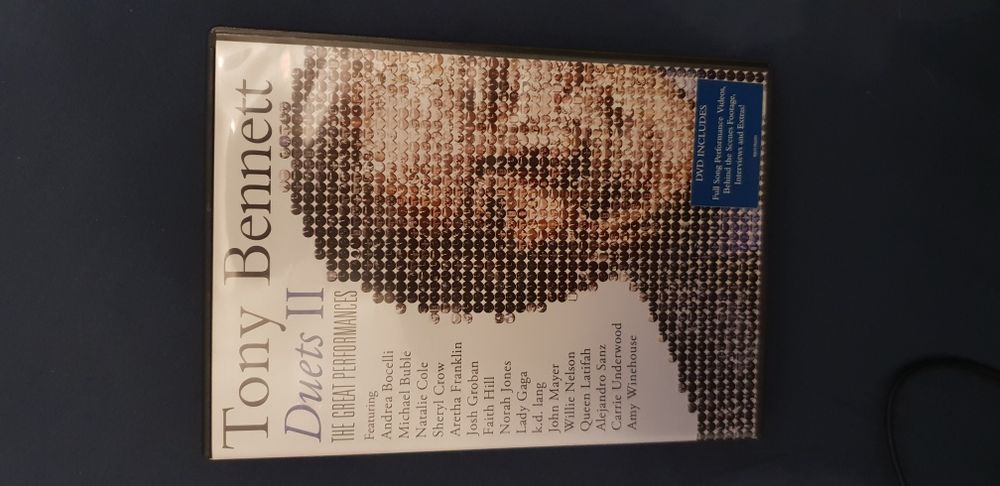 Tony Bennett
Duets II
THE GREAT PERFORMANCES
Featuring
Andrea Bocelli
Michael Buble
Natalie Cole
Sheryl Crow
Aretha Franklin
Josh Groban
Faith Hill
Norah Jones
Lady Gaga
k.d. lang
John Mayer
Willie Nelson
Queen Latifah
Alejandro Sanz
Carrie Underwood
Amy Winehouse
DVD INCLUDES
Full Song Performance Videos,
Behind the Scenes Footage,
Interviews and Extras!